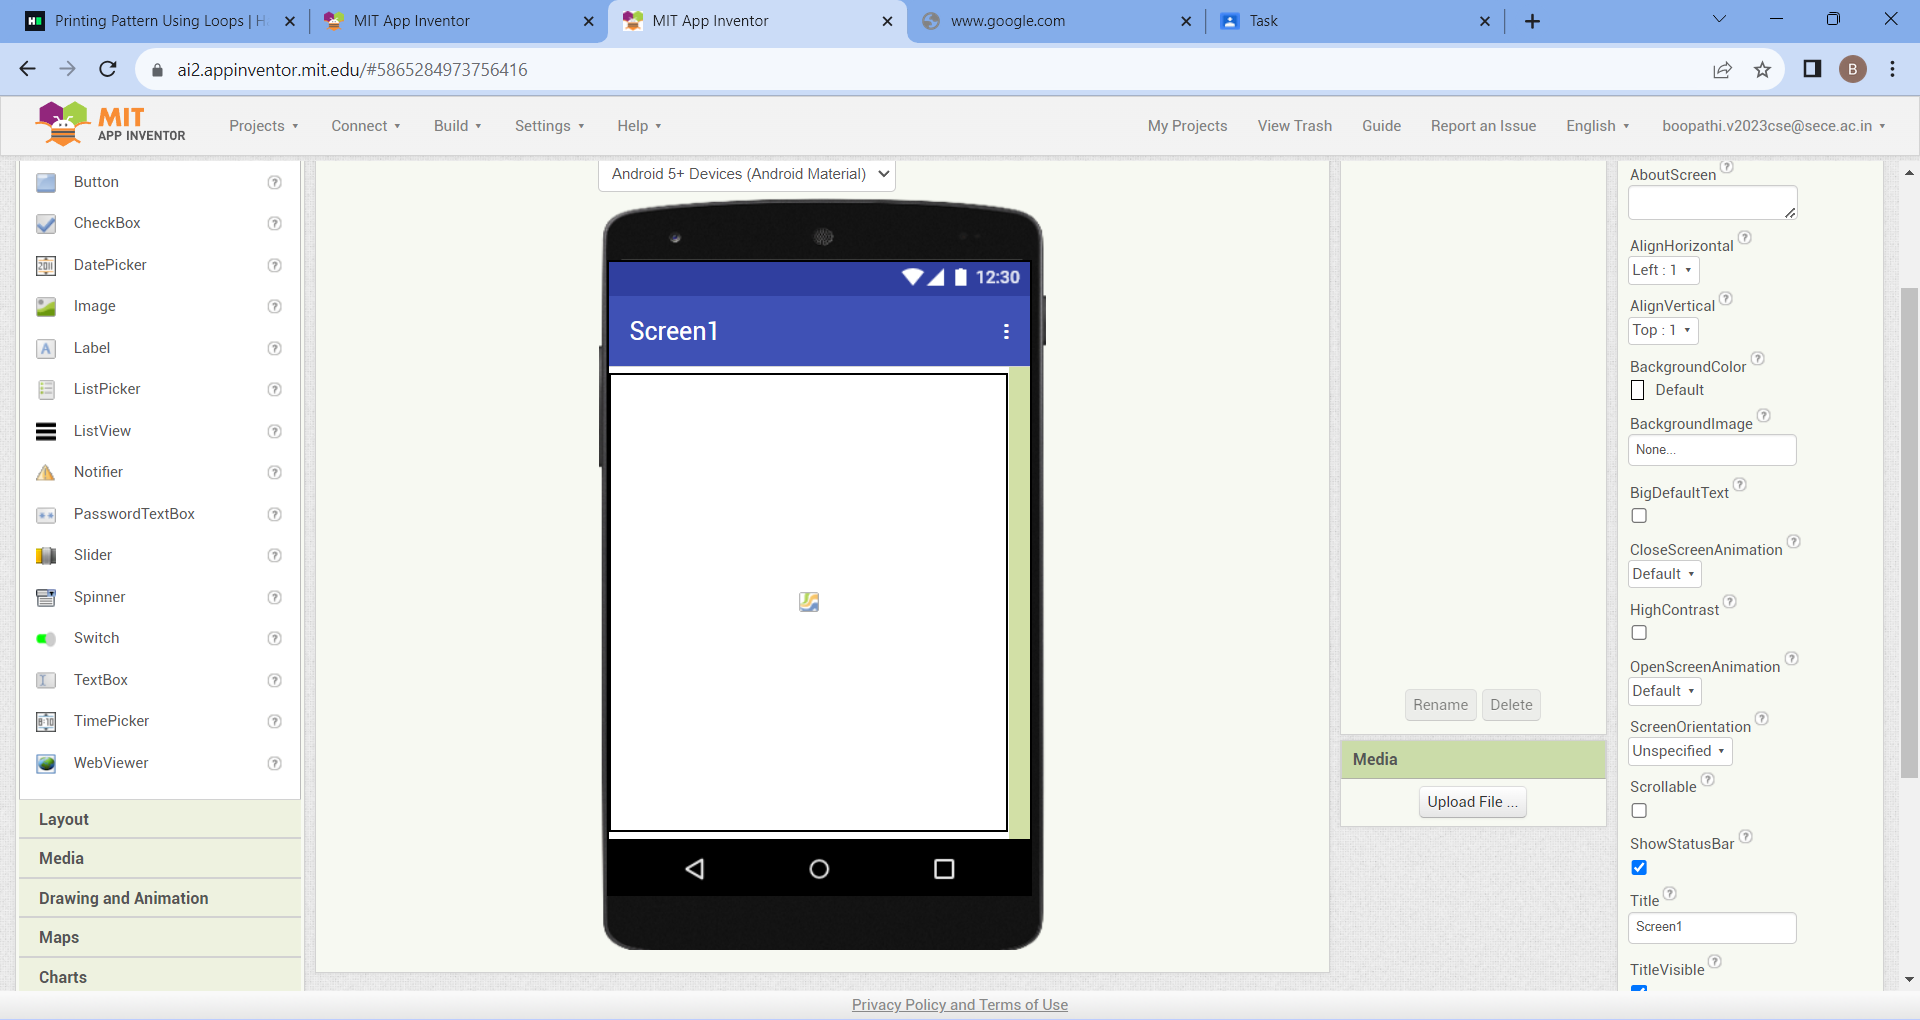 Printing Pattern Using Loops | H
MIT App Inventor
MIT App Inventor
www.google.com
Task
ai2.appinventor.mit.edu/#5865284973756416
B
MIT
APP INVENTOR
Projects
Connect
Build
Settings
Help
My Projects
View Trash
Guide
Report an Issue
English
boopathi.v2023cse@sece.ac.in
Button
CheckBox
DatePicker
Image
Label
ListPicker
ListView
Notifier
PasswordTextBox
Slider
Spinner
Switch
TextBox
TimePicker
WebViewer
Layout
Media
Drawing and Animation
Maps
Charts
Android 5+ Devices (Android Material)
12:30
Screen1
Rename
Delete
Media
Upload File ...
AboutScreen
AlignHorizontal
Left : 1
AlignVertical
Top : 1
BackgroundColor
Default
BackgroundImage
None...
BigDefaultText
CloseScreenAnimation
Default
HighContrast
OpenScreenAnimation
Default
ScreenOrientation
Unspecified
Scrollable
ShowStatusBar
Title
Screen1
TitleVisible
Privacy Policy and Terms of Use